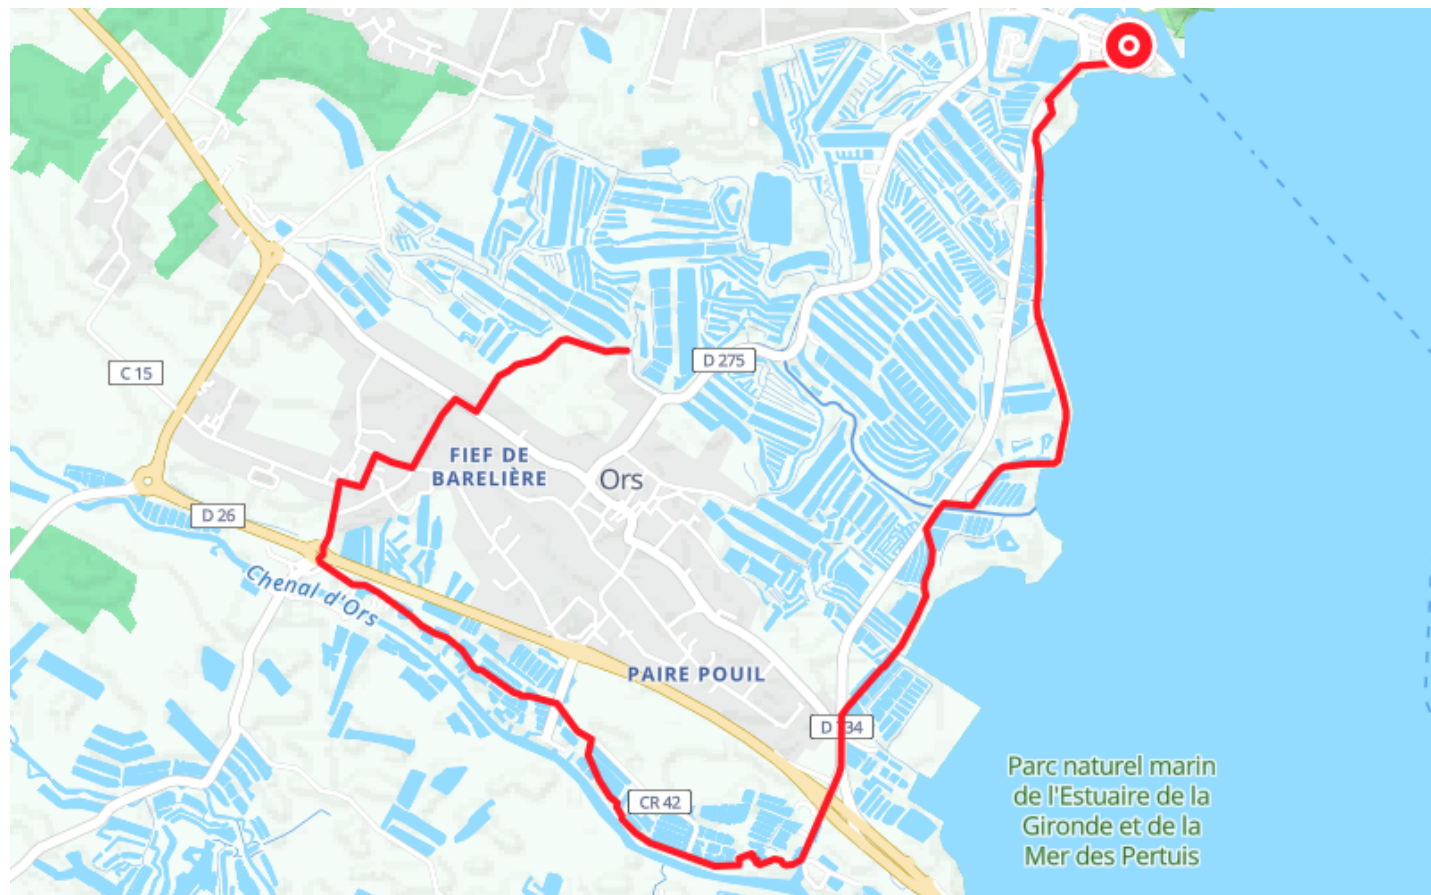 D 275
C 15
FIEF DE
BARELIÈRE
Ors
D 26
Chenal d'Ors
PAIRE POUIL
D 734
CR 42
Parc naturel marin
de l'Estuaire de la
Gironde et de la
Mer des Pertuis